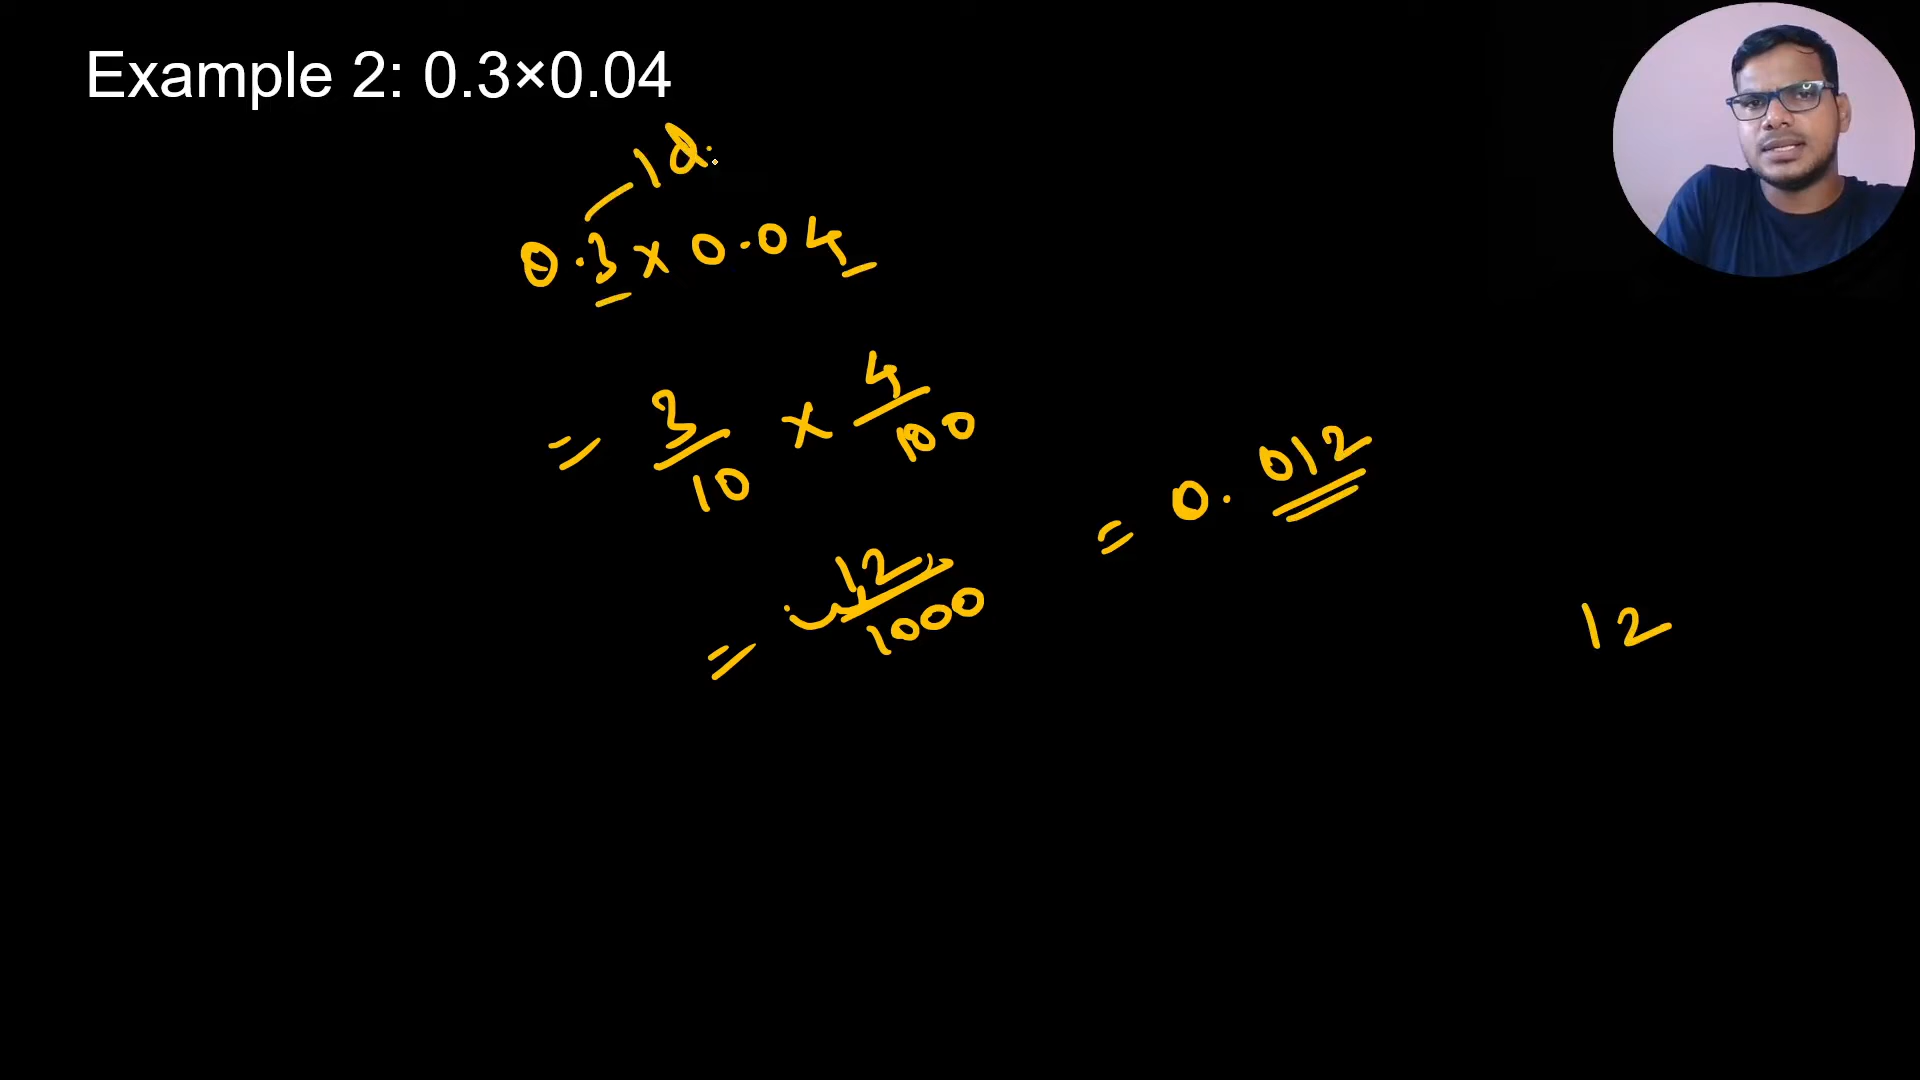 Example 2: 0.3×0.04
1d.
0.3 x 0.04
= 3/10 x 4/100
= 12/1000
= 0.012
12